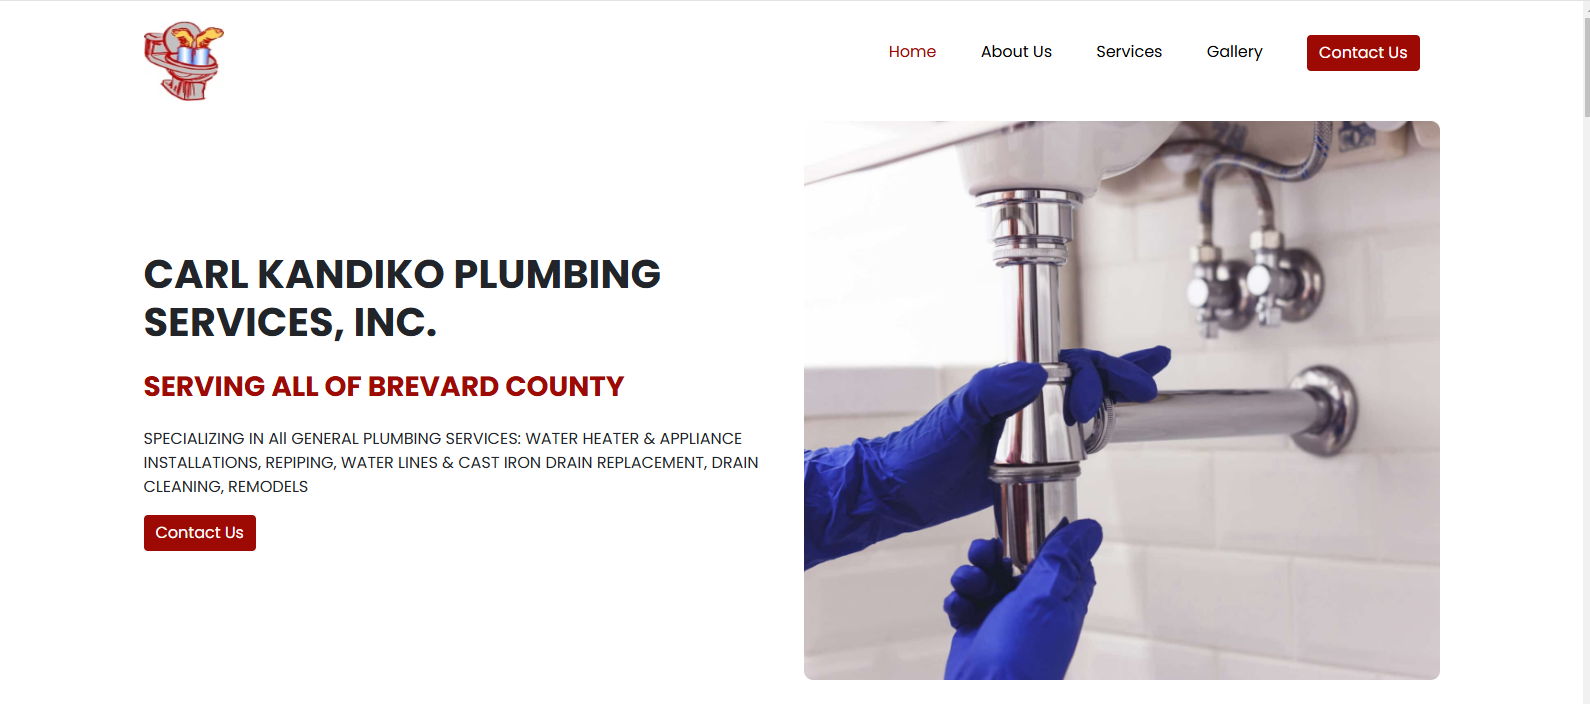 Home
About Us
Services
Gallery
Contact Us
CARL KANDIKO PLUMBING
SERVICES, INC.
SERVING ALL OF BREVARD COUNTY
SPECIALIZING IN All GENERAL PLUMBING SERVICES: WATER HEATER & APPLIANCE
INSTALLATIONS, REPIPING, WATER LINES & CAST IRON DRAIN REPLACEMENT, DRAIN
CLEANING, REMODELS
Contact Us